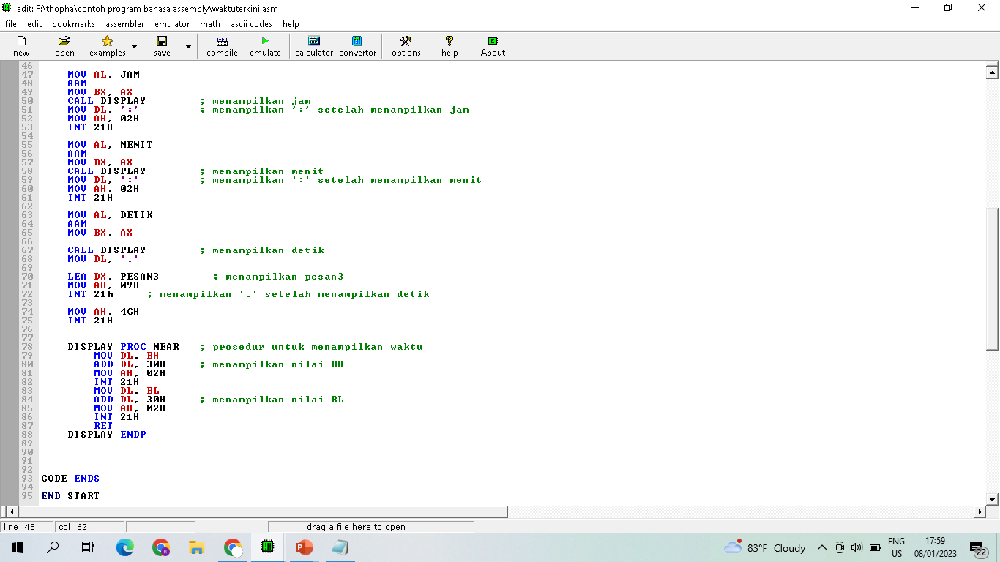 edit: F:\thopha\contoh program bahasa assembly\waktuterkini.asm
file edit bookmarks assembler emulator math ascii codes help
new open examples save compile emulate calculator convertor options help About
46
47 MOV AL, JAM
48 AAM
49 MOV BX, AX
50 CALL DISPLAY ; menampilkan jam
51 MOV DL, ':' ; menampilkan ':' setelah menampilkan jam
52 MOV AH, 02H
53 INT 21H
54
55 MOV AL, MENIT
56 AAM
57 MOV BX, AX
58 CALL DISPLAY ; menampilkan menit
59 MOV DL, ':' ; menampilkan ':' setelah menampilkan menit
60 MOV AH, 02H
61 INT 21H
62
63 MOV AL, DETIK
64 AAM
65 MOV BX, AX
66
67 CALL DISPLAY ; menampilkan detik
68 MOV DL, '.'
69
70 LEA DX, PESAN3 ; menampilkan pesan3
71 MOV AH, 09H
72 INT 21h ; menampilkan '.' setelah menampilkan detik
73
74 MOV AH, 4CH
75 INT 21H
76
77
78 DISPLAY PROC NEAR ; prosedur untuk menampilkan waktu
79 MOV DL, BH
80 ADD DL, 30H ; menampilkan nilai BH
81 MOV AH, 02H
82 INT 21H
83 MOV DL, BL
84 ADD DL, 30H ; menampilkan nilai BL
85 MOV AH, 02H
86 INT 21H
87 RET
88 DISPLAY ENDP
89
90
91
92
93 CODE ENDS
94
95 END START
line: 45 col: 62 drag a file here to open
83°F Cloudy ENG 17:59
US 08/01/2023 22